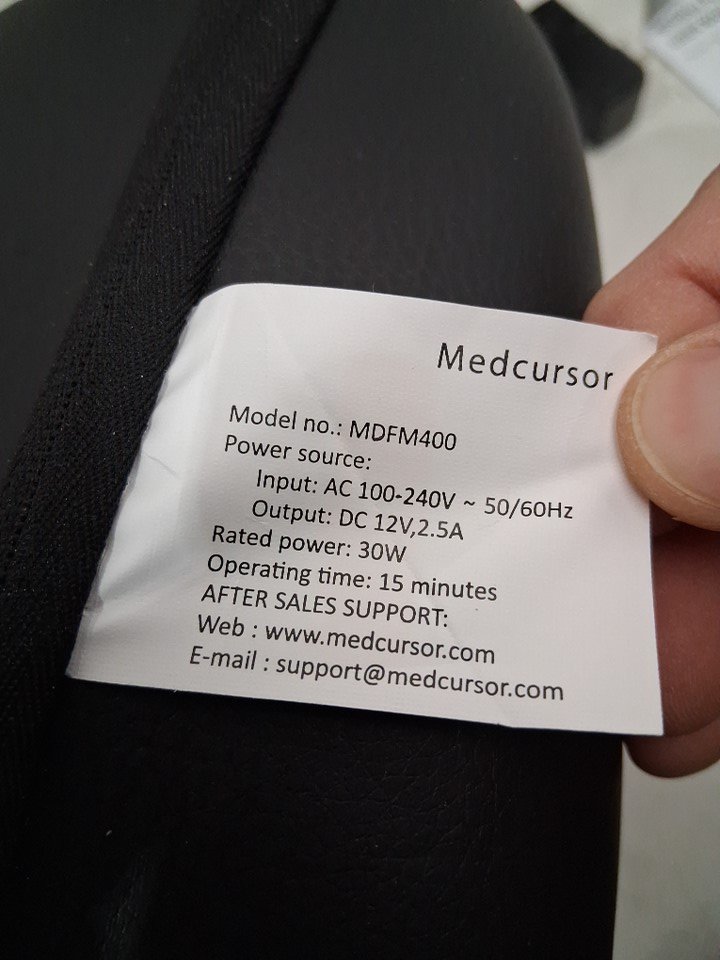 Medcursor
Model no.: MDFM400
Power source:
Input: AC 100-240V ~ 50/60Hz
Output: DC 12V,2.5A
Rated power: 30W
Operating time: 15 minutes
AFTER SALES SUPPORT:
Web : www.medcursor.com
E-mail : support@medcursor.com